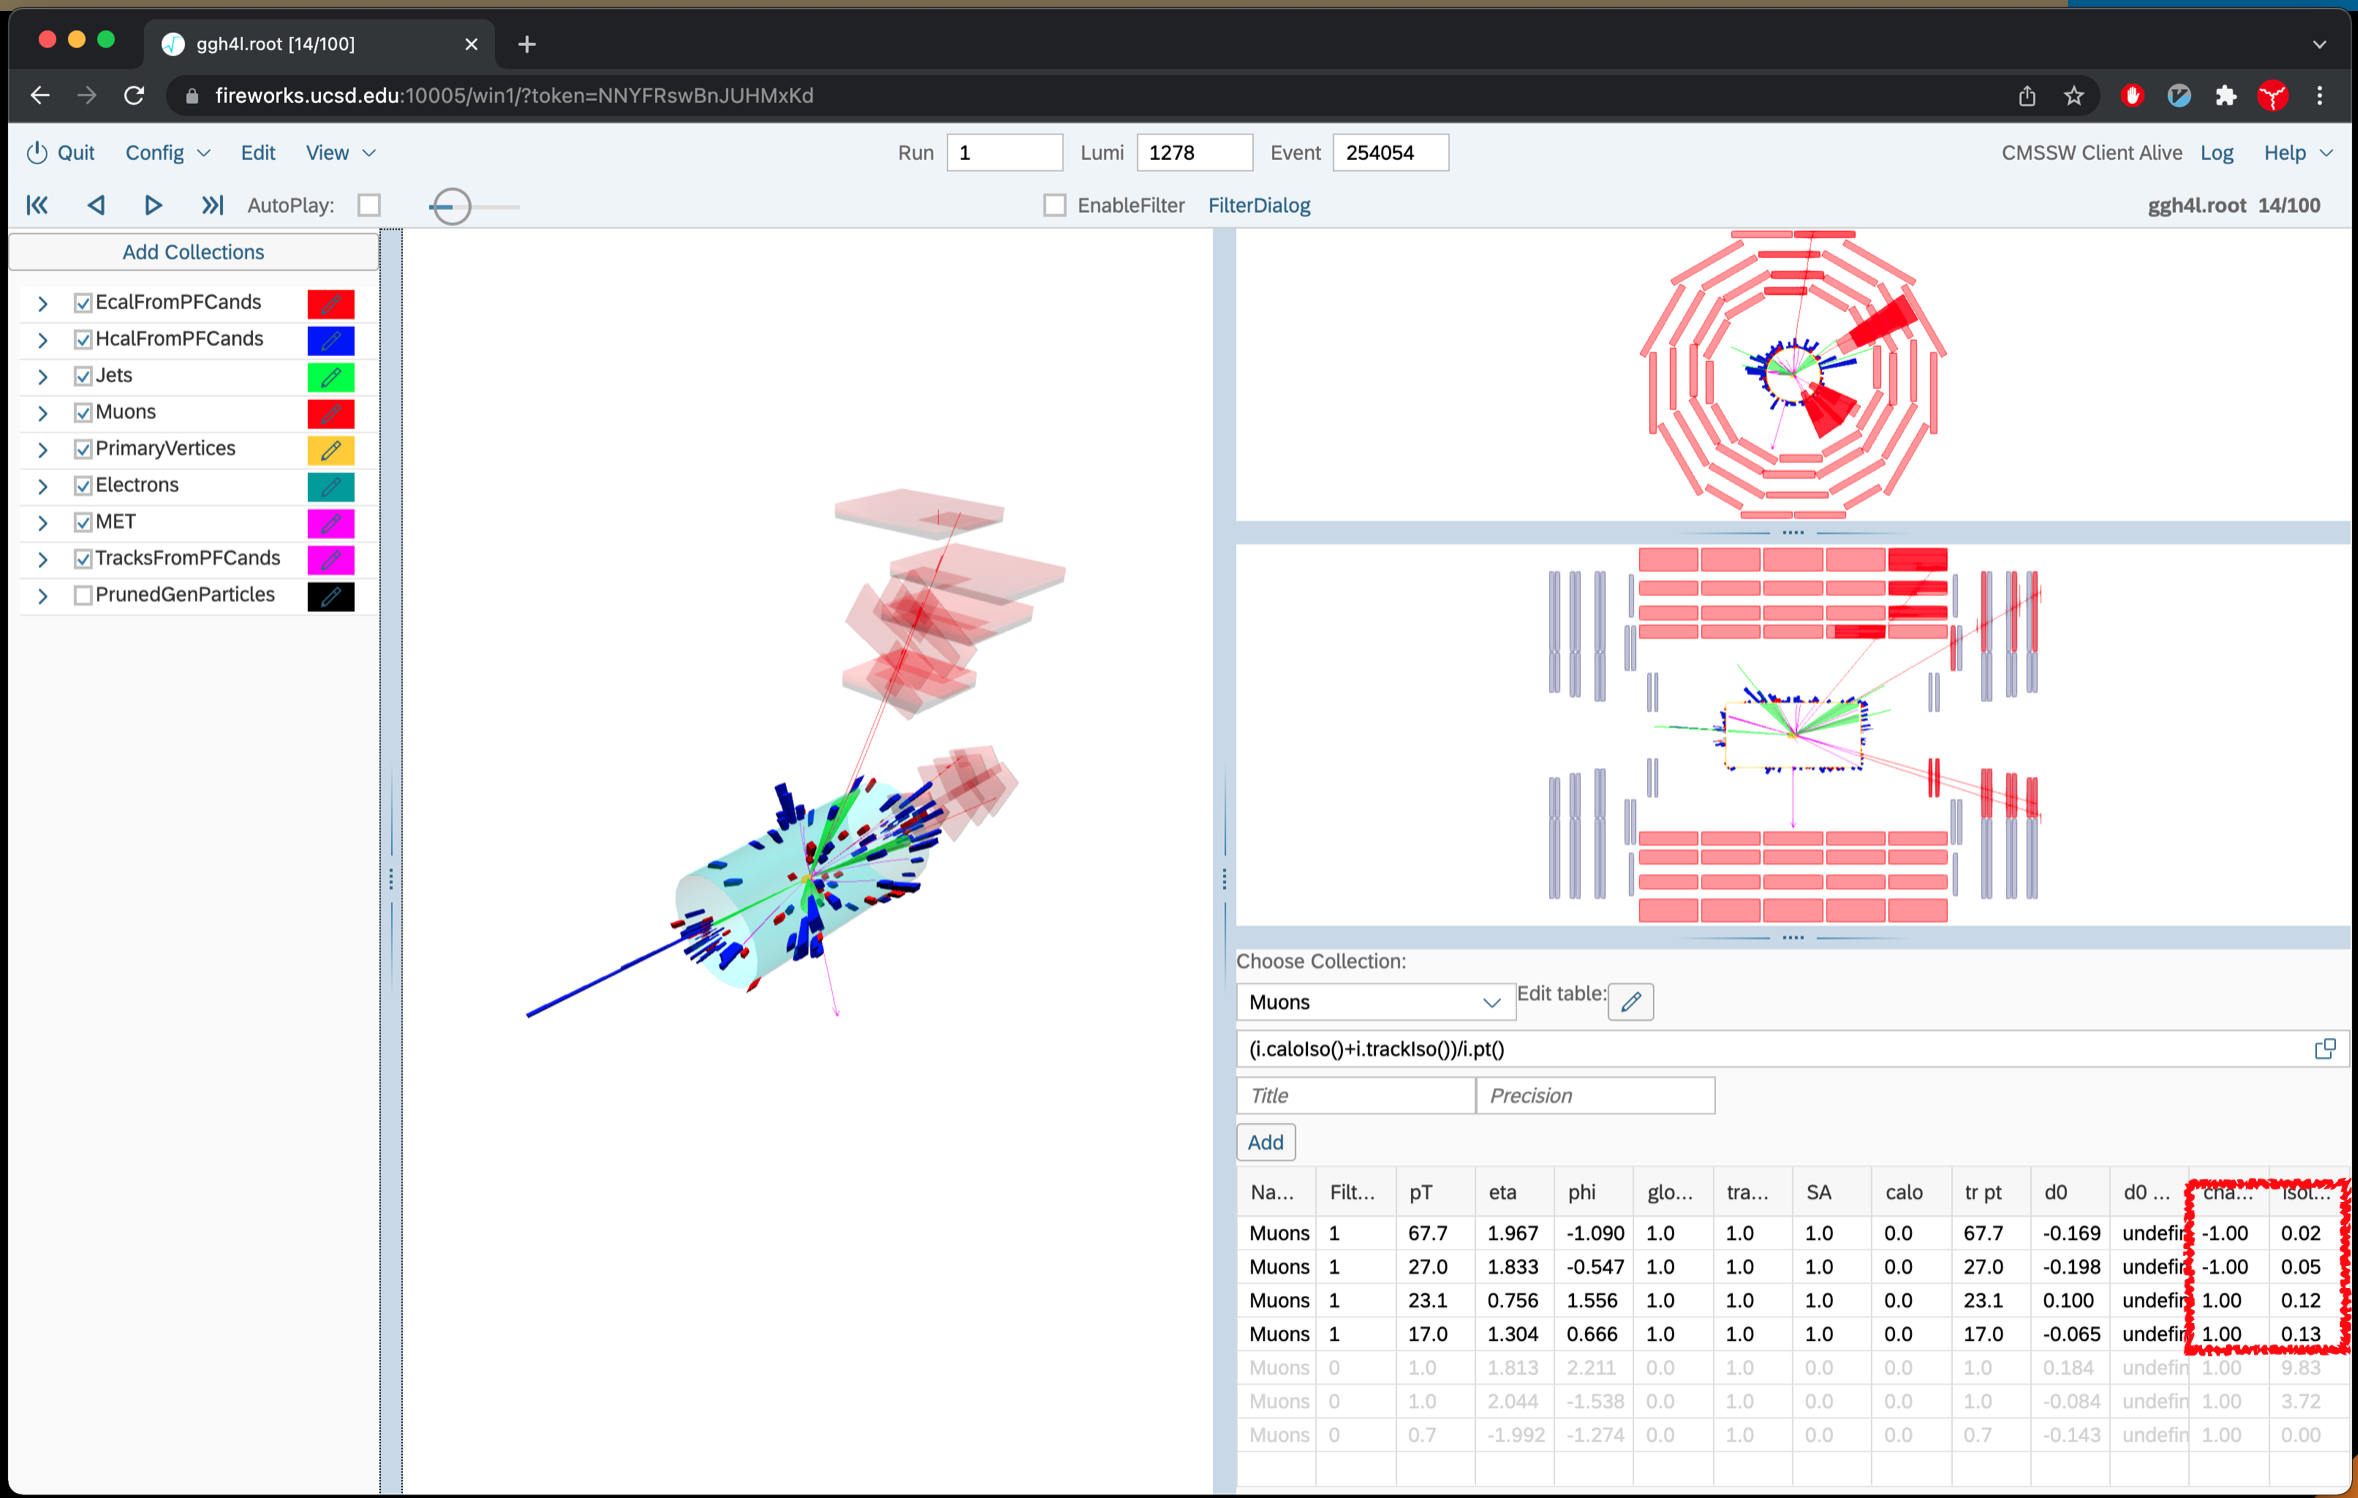 ggh4l.root [14/100]
fireworks.ucsd.edu:10005/win1/?token=NNYFRswBnJUHMxKd
Quit Config Edit View Run 1 Lumi 1278 Event 254054 CMSSW Client Alive Log Help
AutoPlay: EnableFilter FilterDialog ggh4l.root 14/100
Add Collections
EcalFromPFCands
HcalFromPFCands
Jets
Muons
PrimaryVertices
Electrons
MET
TracksFromPFCands
PrunedGenParticles
Choose Collection:
Muons Edit table:
(i.caloIso()+i.trackIso())/i.pt()
Title Precision
Add
Na... Filt... pT eta phi glo... tra... SA calo tr pt d0 d0 ... cha... isol...
Muons 1 67.7 1.967 -1.090 1.0 1.0 1.0 0.0 67.7 -0.169 undefin -1.00 0.02
Muons 1 27.0 1.833 -0.547 1.0 1.0 1.0 0.0 27.0 -0.198 undefin -1.00 0.05
Muons 1 23.1 0.756 1.556 1.0 1.0 1.0 0.0 23.1 0.100 undefin 1.00 0.12
Muons 1 17.0 1.304 0.666 1.0 1.0 1.0 0.0 17.0 -0.065 undefin 1.00 0.13
Muons 0 1.0 1.813 2.211 0.0 1.0 0.0 0.0 1.0 0.184 undefin 1.00 9.83
Muons 0 1.0 2.044 -1.538 0.0 1.0 0.0 0.0 1.0 -0.084 undefin 1.00 3.72
Muons 0 0.7 -1.992 -1.274 0.0 1.0 0.0 0.0 0.7 -0.143 undefin 1.00 0.00